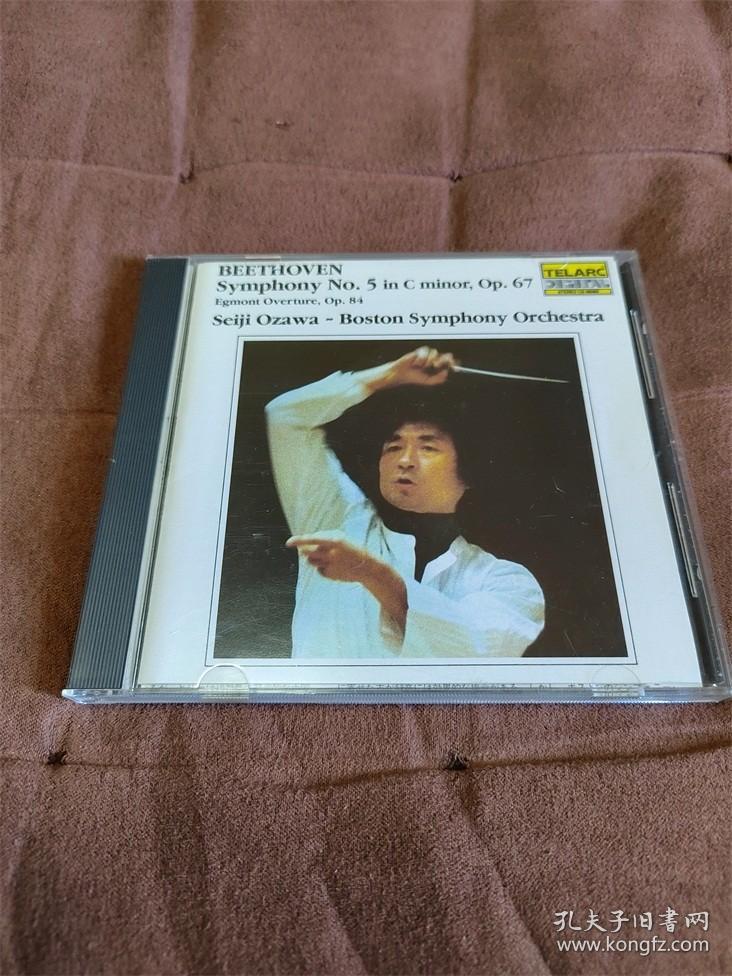 BEETHOVEN
Symphony No. 5 in C minor, Op. 67
Egmont Overture, Op. 84
Seiji Ozawa - Boston Symphony Orchestra
TELARC
DIGITAL
孔夫子旧书网
www.kongfz.com